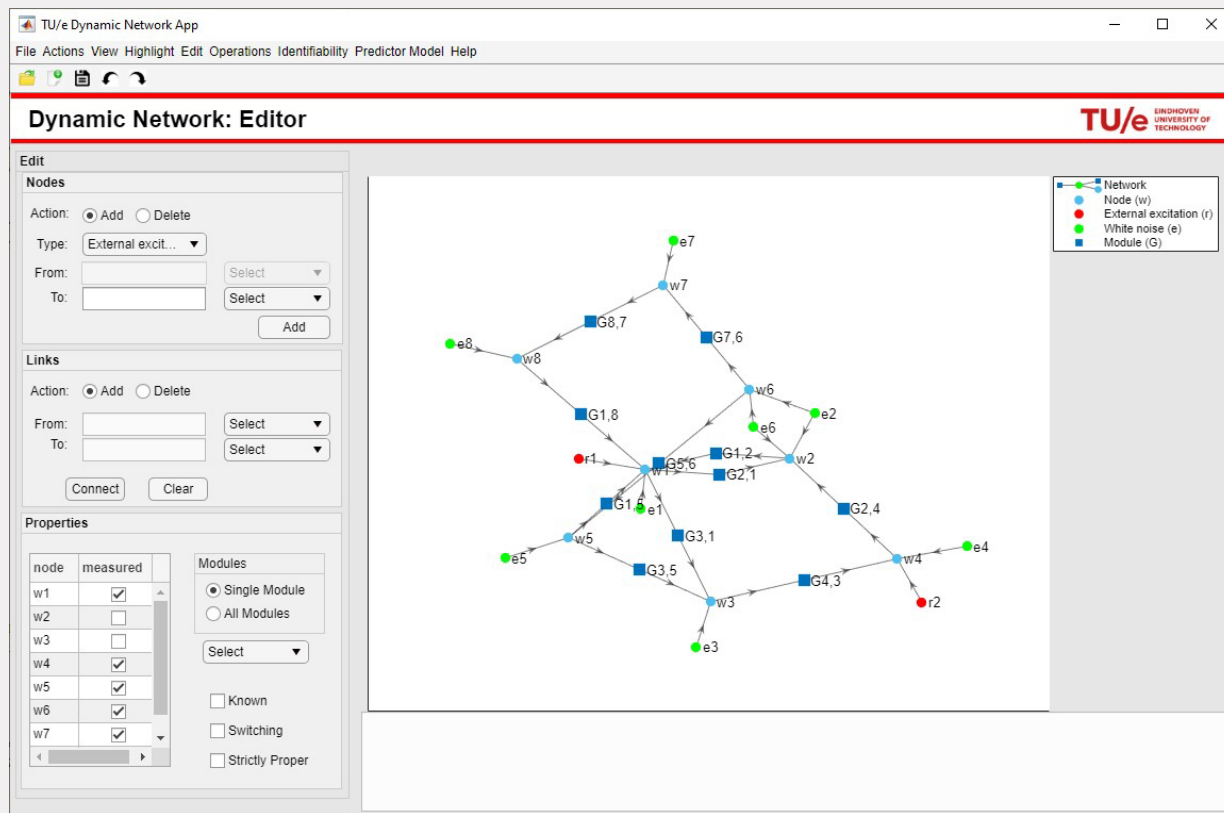 TU/e Dynamic Network App
File Actions View Highlight Edit Operations Identifiability Predictor Model Help
Dynamic Network: Editor
TU/e EINDHOVEN
UNIVERSITY OF
TECHNOLOGY
Edit
Nodes
Action: Add Delete
Type: External excit...
From: Select
To: Select
Add
Links
Action: Add Delete
From: Select
To: Select
Connect Clear
Properties
node measured
w1
w2
w3
w4
w5
w6
w7
Modules
Single Module
All Modules
Select
Known
Switching
Strictly Proper
e7
w7
G8,7
G7,6
e8
w8
w6
G1,8
e2
e6
r1
G1,2
w2
G5,6
w1
G2,1
G1,5
e1
G2,4
w5
G3,1
e5
e4
w4
G3,5
G4,3
w3
r2
e3
Network
Node (w)
External excitation (r)
White noise (e)
Module (G)